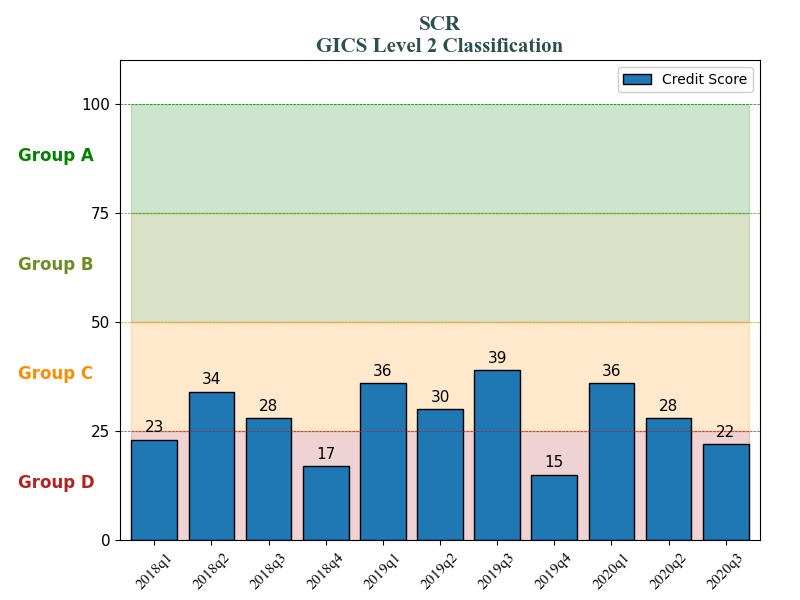 SCR
GICS Level 2 Classification
Credit Score
100
Group A
75
Group B
50
Group C
25
Group D
0
23
34
28
17
36
30
39
15
36
28
22
2018q1
2018q2
2018q3
2018q4
2019q1
2019q2
2019q3
2019q4
2020q1
2020q2
2020q3